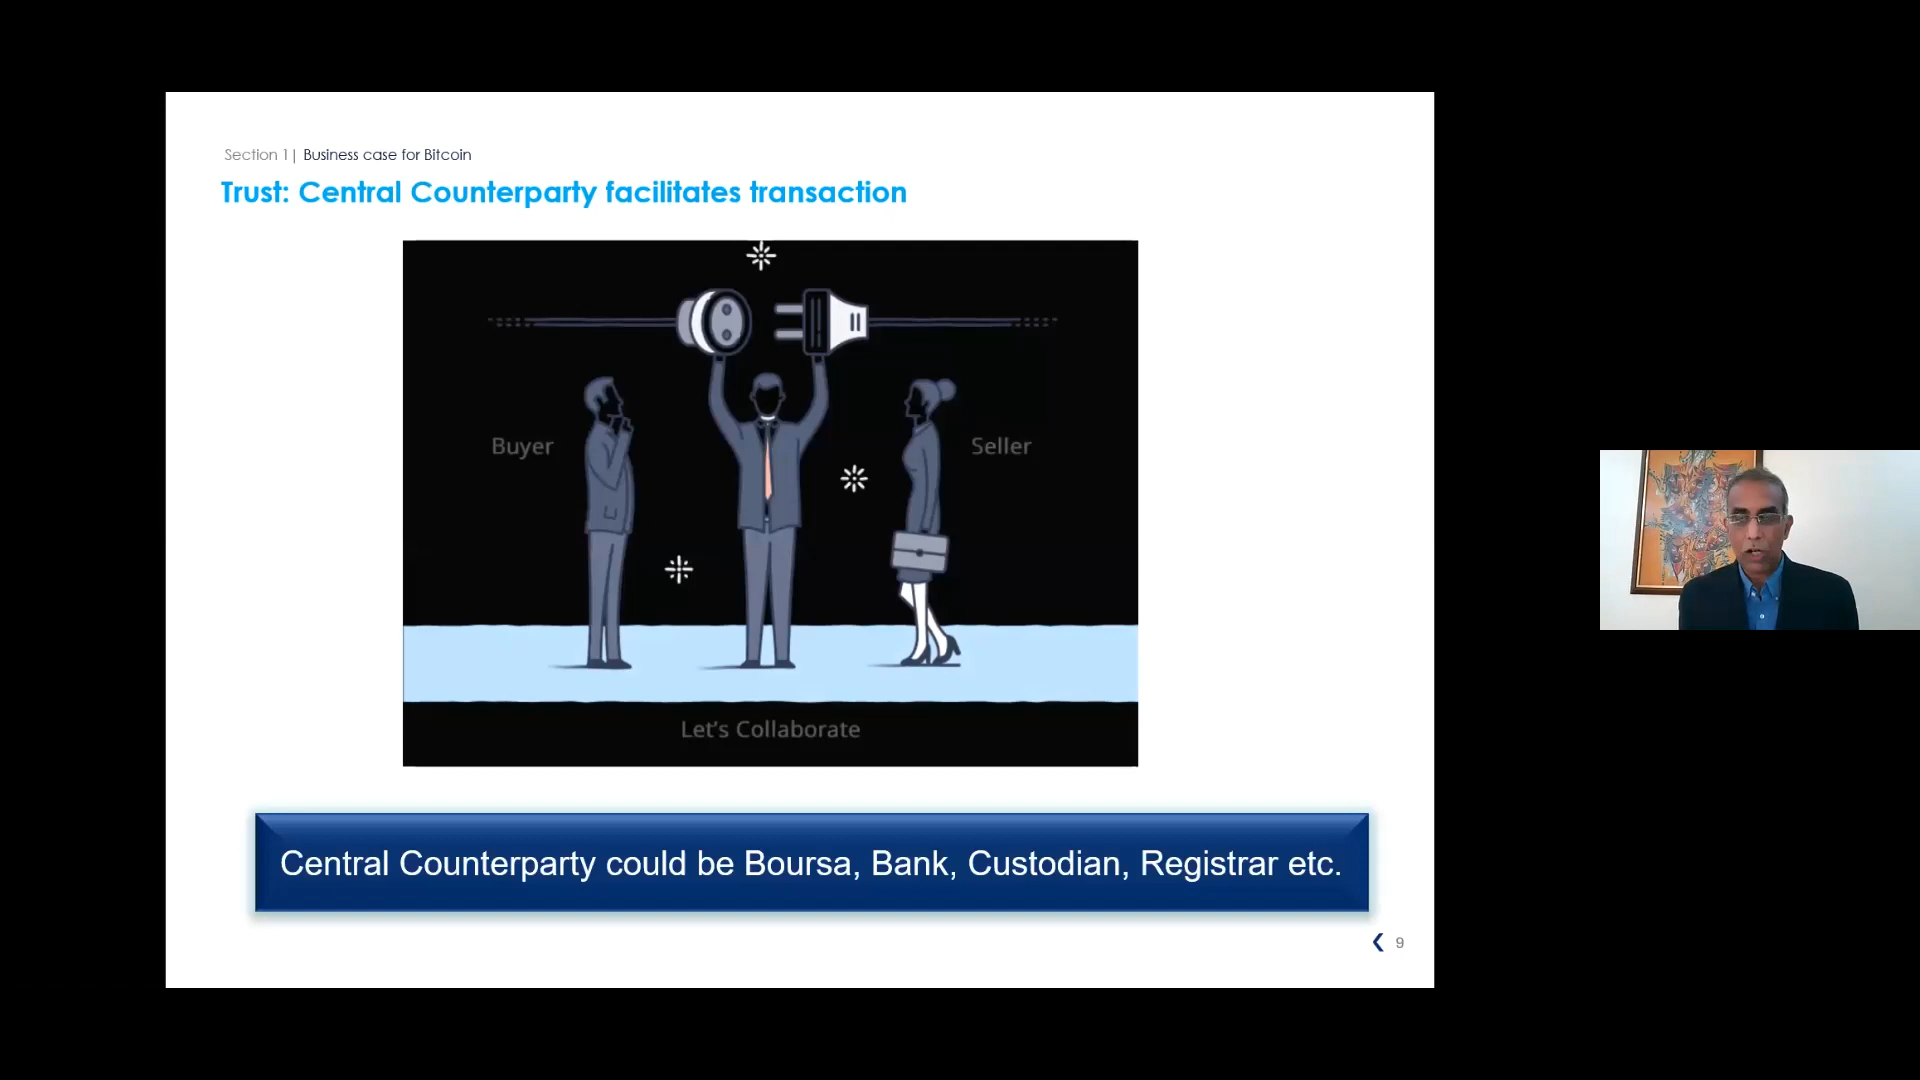 Section 1| Business case for Bitcoin
Trust: Central Counterparty facilitates transaction
Buyer
Seller
Let's Collaborate
Central Counterparty could be Boursa, Bank, Custodian, Registrar etc.
9